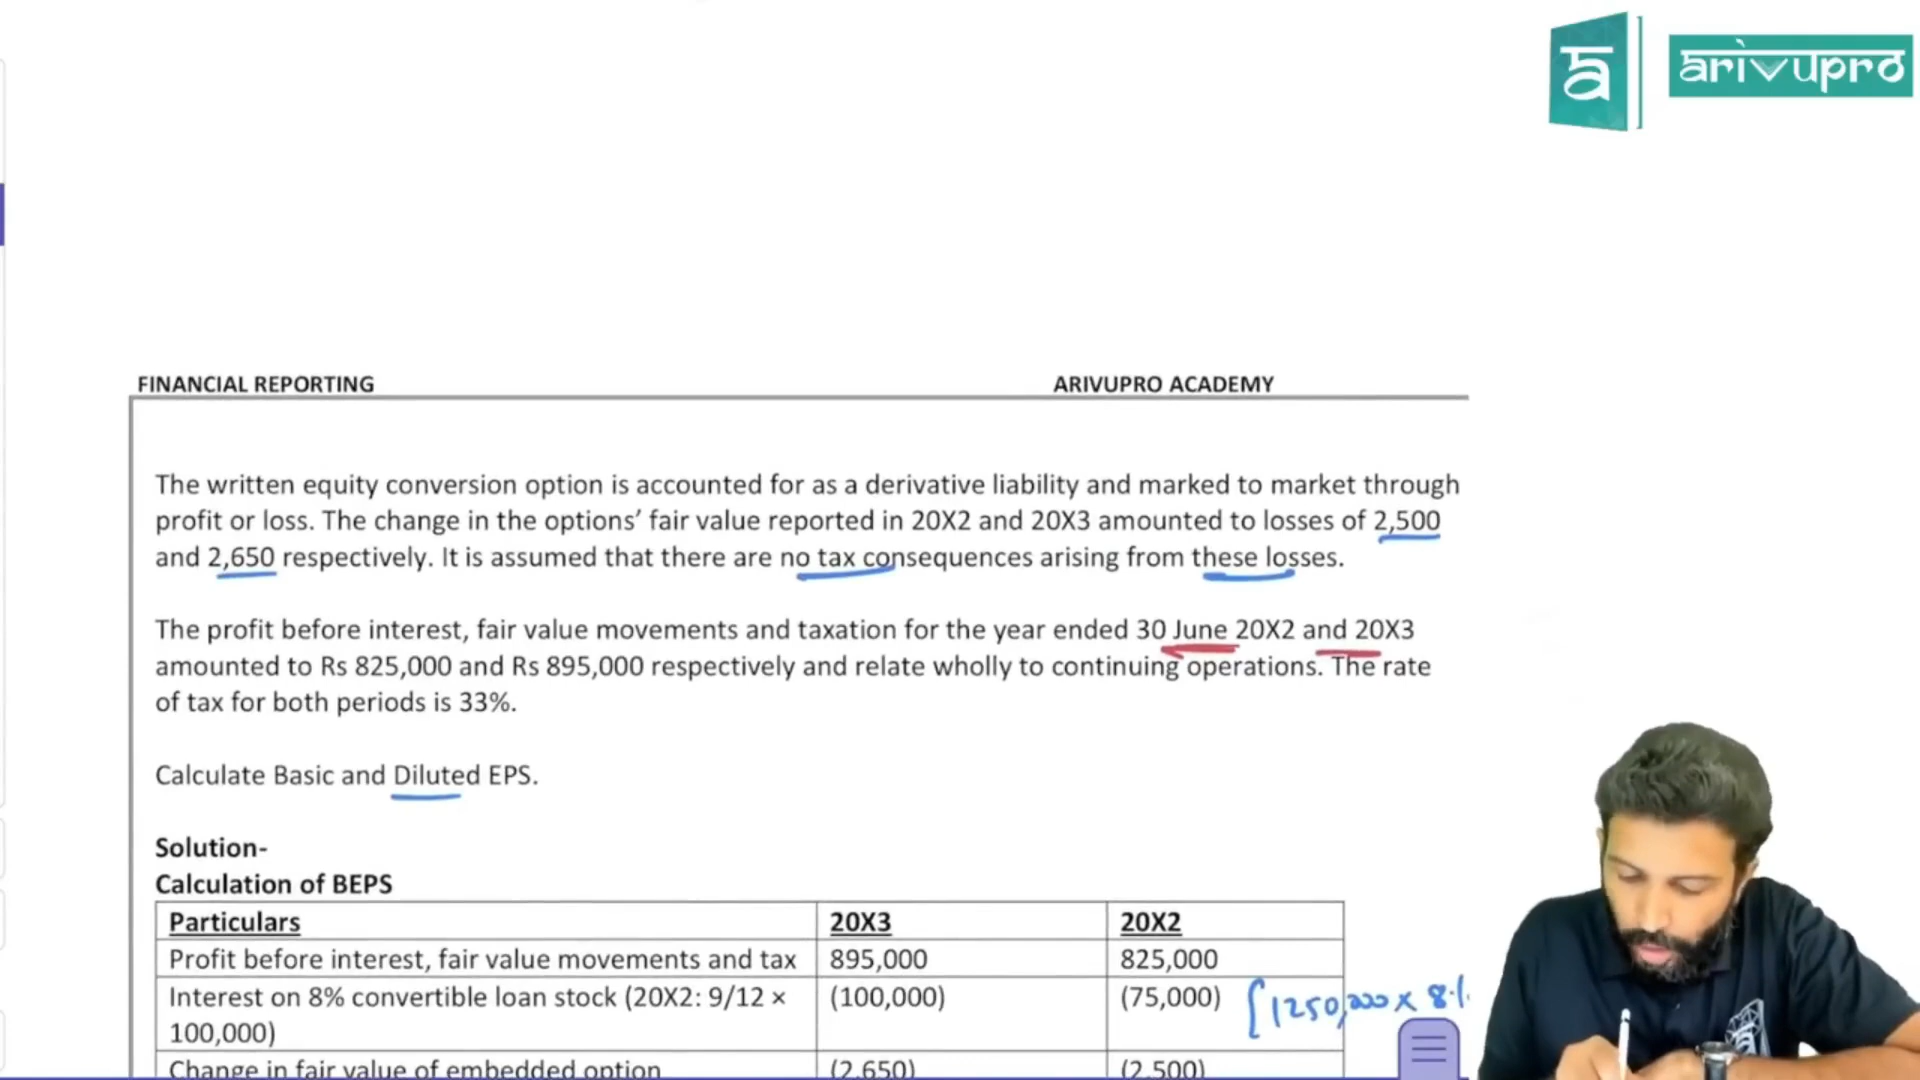 arivupro
FINANCIAL REPORTING
ARIVUPRO ACADEMY
The written equity conversion option is accounted for as a derivative liability and marked to market through
profit or loss. The change in the options’ fair value reported in 20X2 and 20X3 amounted to losses of 2,500
and 2,650 respectively. It is assumed that there are no tax consequences arising from these losses.
The profit before interest, fair value movements and taxation for the year ended 30 June 20X2 and 20X3
amounted to Rs 825,000 and Rs 895,000 respectively and relate wholly to continuing operations. The rate
of tax for both periods is 33%.
Calculate Basic and Diluted EPS.
Solution-
Calculation of BEPS
Particulars 20X3 20X2
Profit before interest, fair value movements and tax 895,000 825,000
Interest on 8% convertible loan stock (20X2: 9/12 × (100,000) (75,000) [1250,000 x 8%
100,000)
Change in fair value of embedded option (2,650) (2,500)